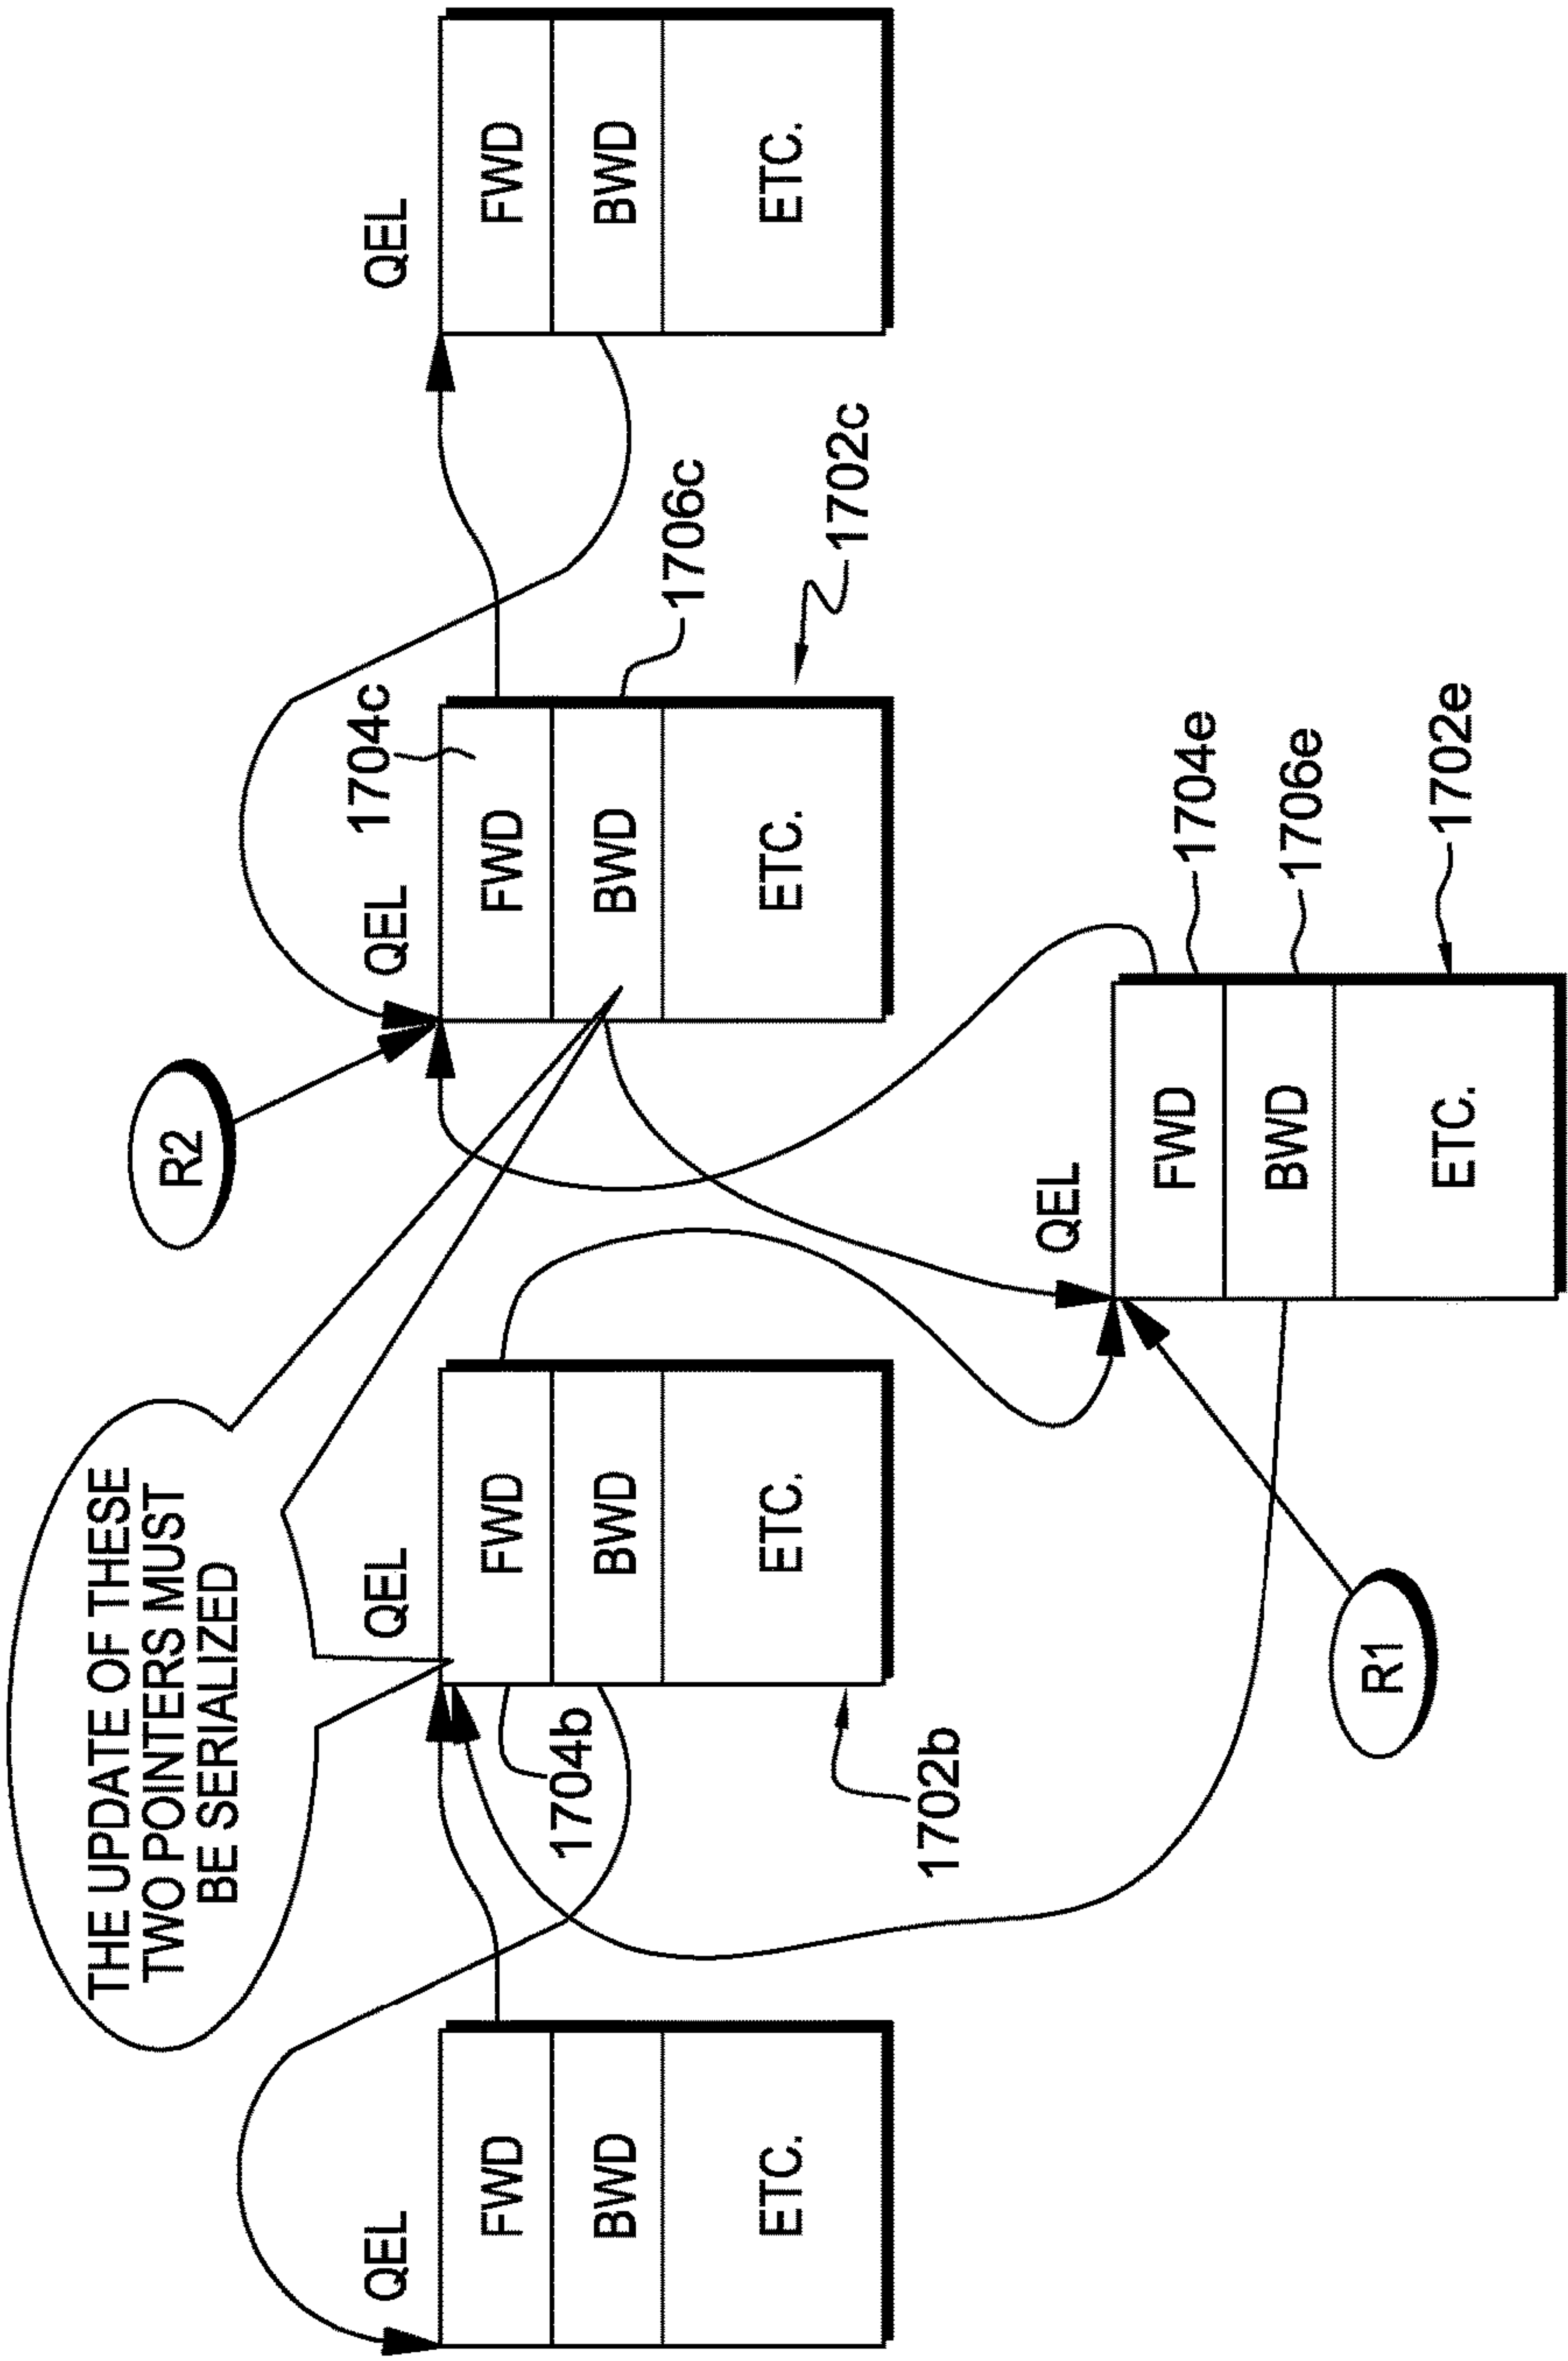 THE UPDATE OF THESE
TWO POINTERS MUST
BE SERIALIZED
R2
QEL
FWD
BWD
ETC.
QEL
FWD
BWD
ETC.
1704b
1702b
QEL
1704c
FWD
BWD
ETC.
1706c
1702c
QEL
FWD
BWD
ETC.
R1
QEL
FWD
BWD
ETC.
1704e
1706e
1702e